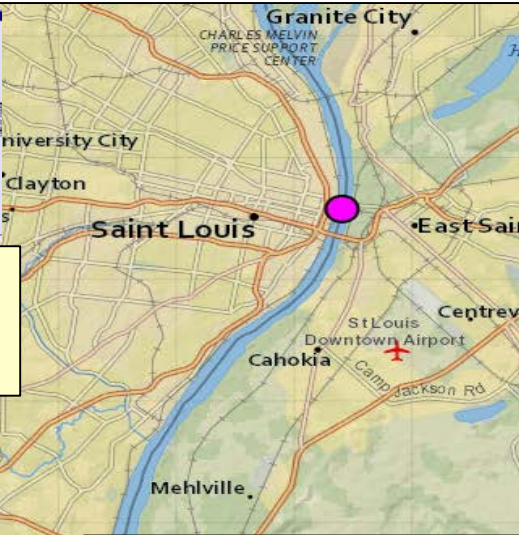 Granite City
CHARLES MELVIN
PRICE SUPPORT
CENTER
H
niversity City
Clayton
s
Saint Louis
East Sai
Centrev
St Louis
Downtown Airport
Cahokia
Camp Jackson Rd
Mehlville